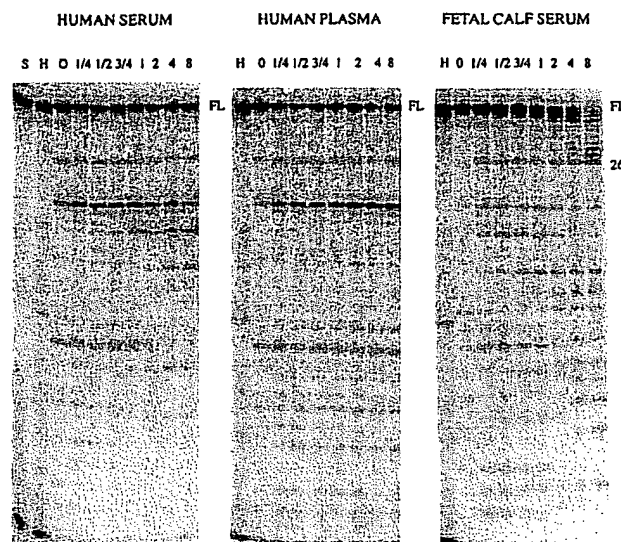 HUMAN SERUM
HUMAN PLASMA
FETAL CALF SERUM
S H 0 1/4 1/2 3/4 1 2 4 8
H 0 1/4 1/2 3/4 1 2 4 8
H 0 1/4 1/2 3/4 1 2 4 8
FL
FL
26